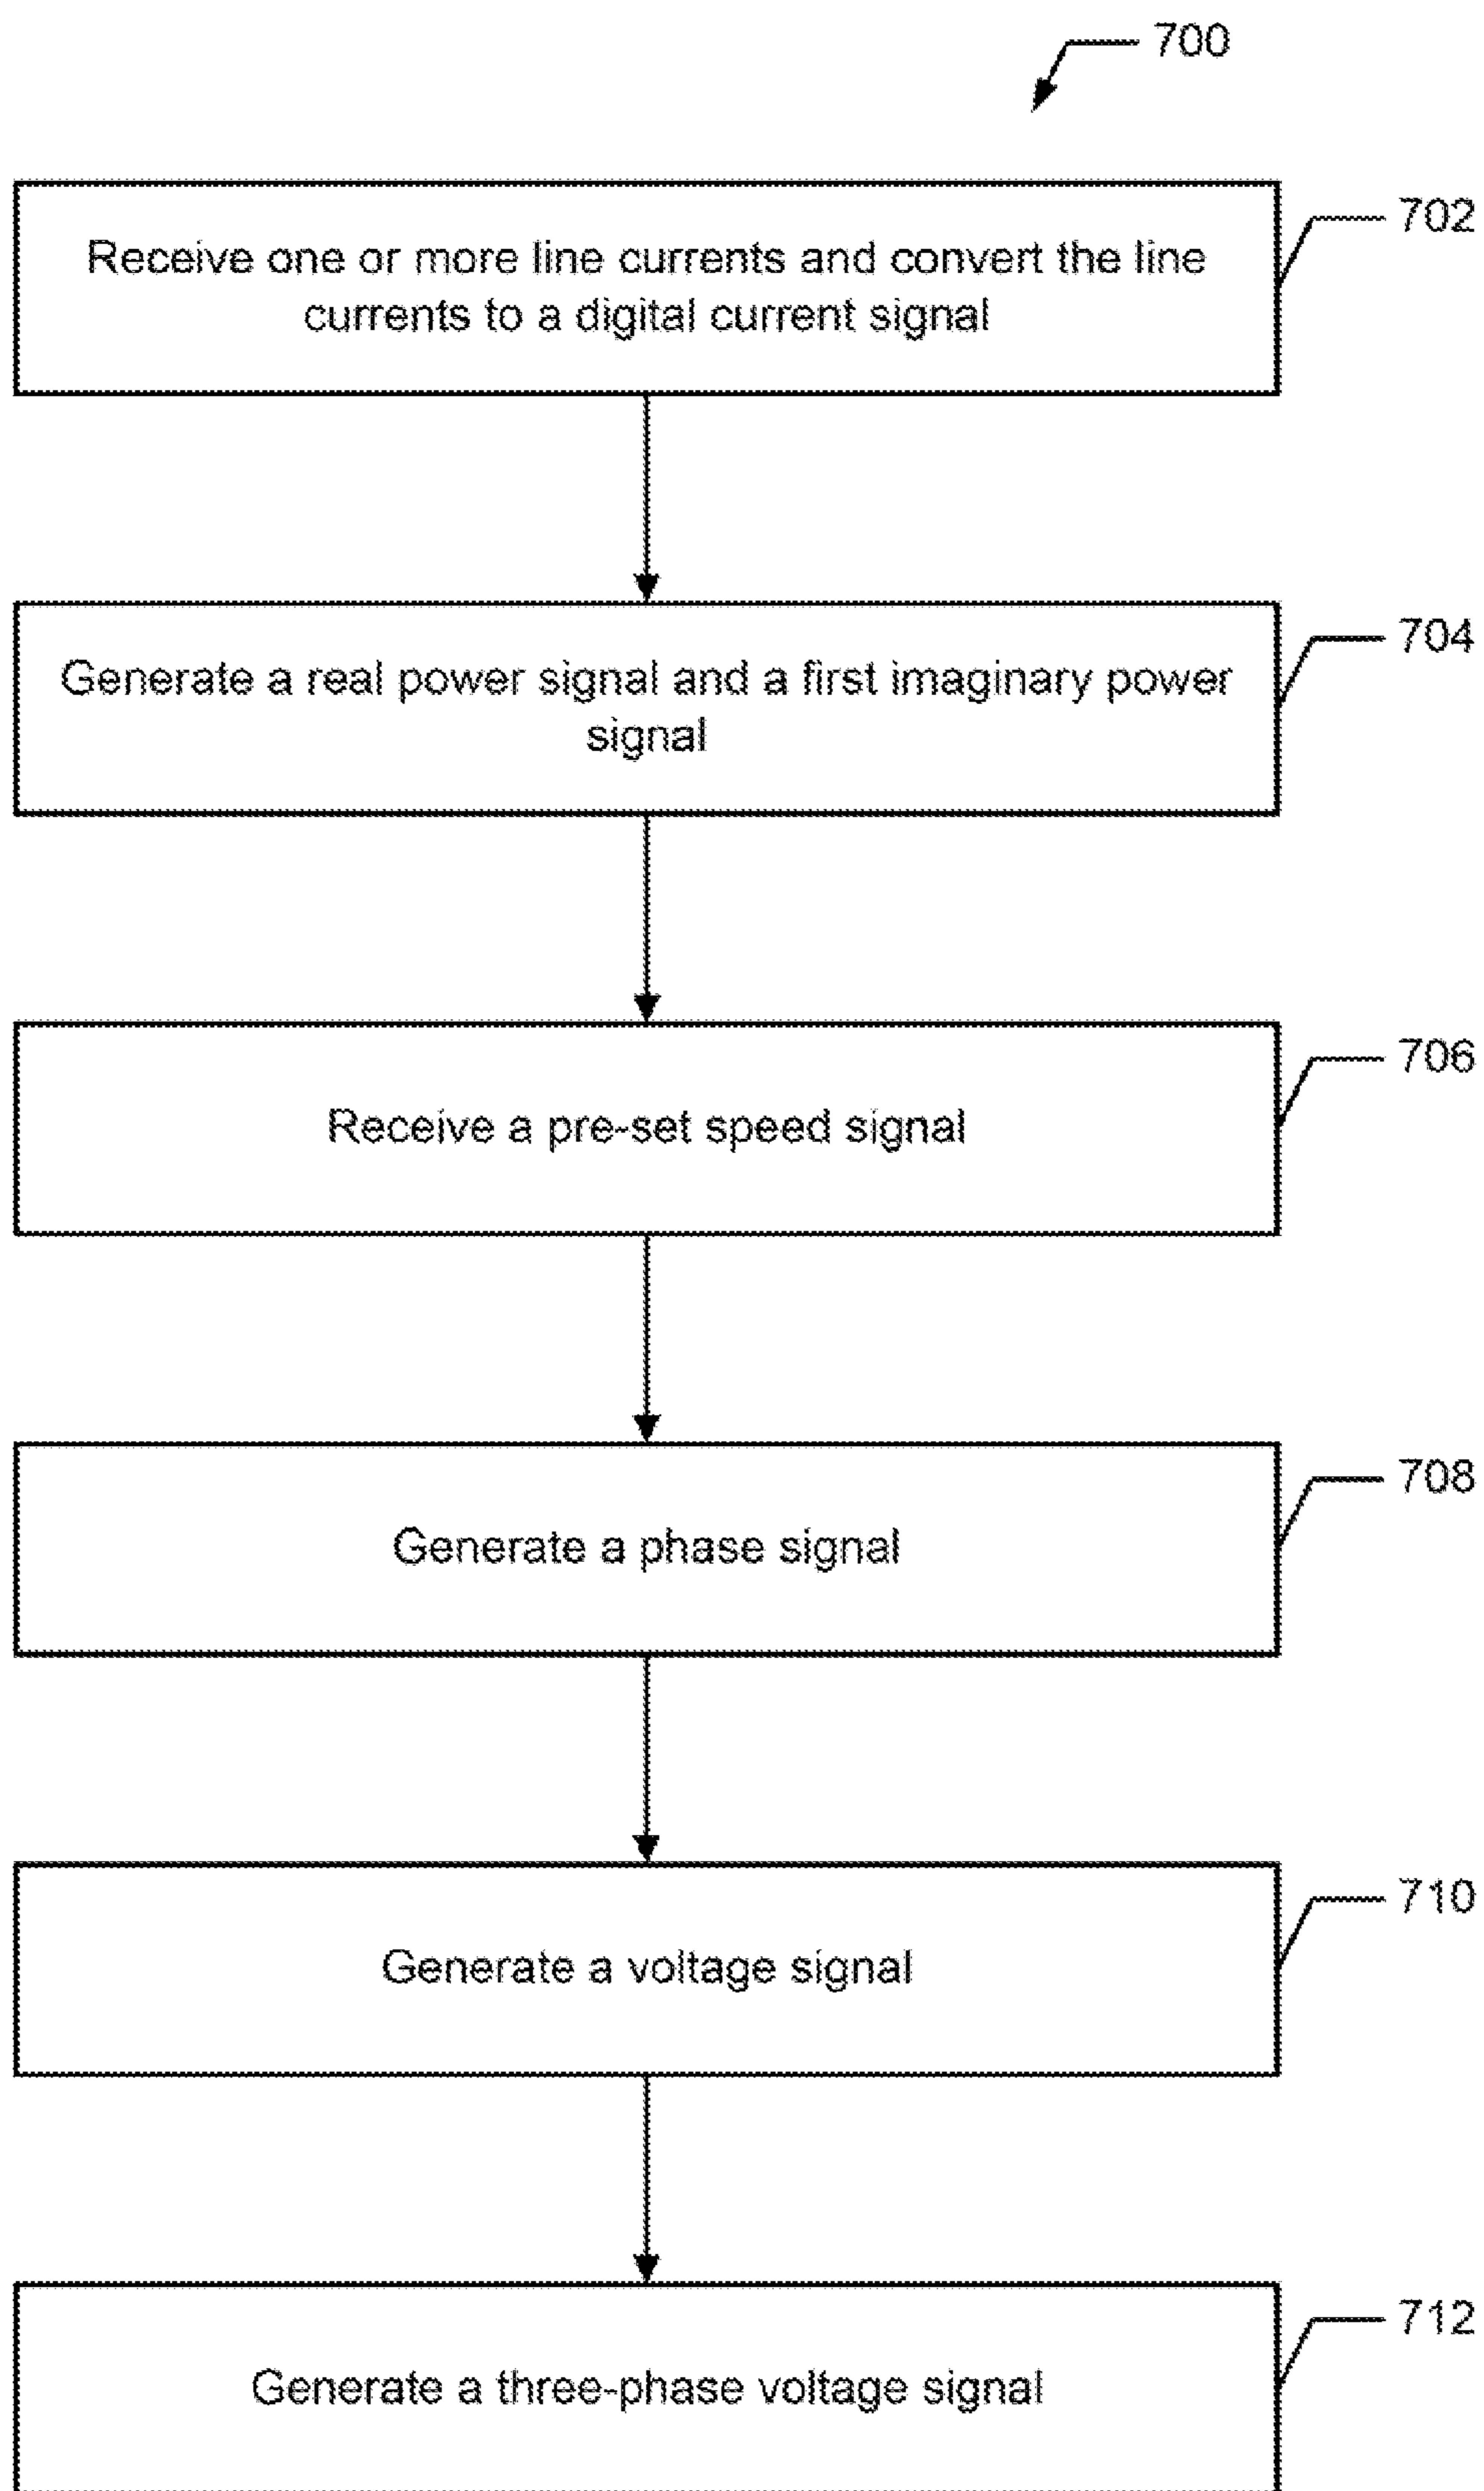 700
Receive one or more line currents and convert the line
currents to a digital current signal
702
Generate a real power signal and a first imaginary power
signal
704
Receive a pre-set speed signal
706
Generate a phase signal
708
Generate a voltage signal
710
Generate a three-phase voltage signal
712